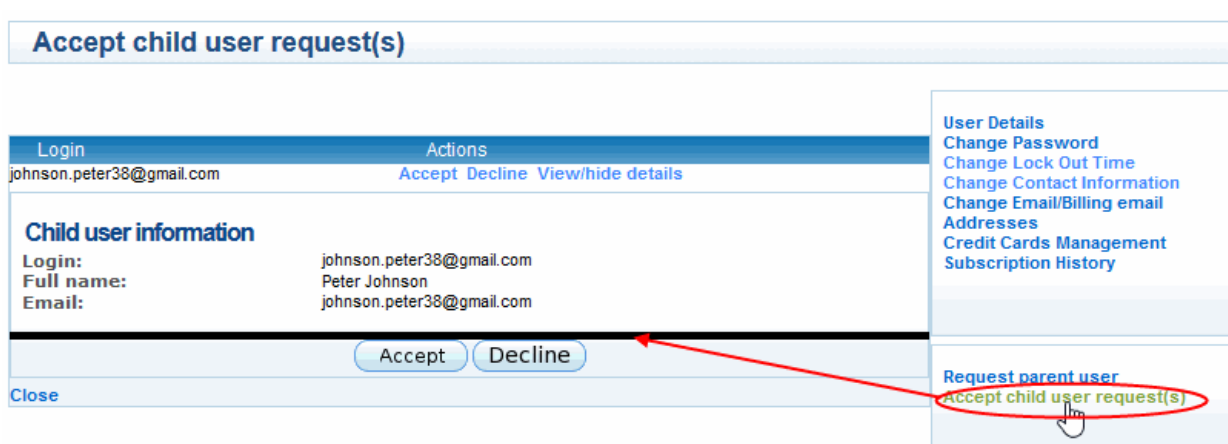 Accept child user request(s)
Login Actions
johnson.peter38@gmail.com Accept Decline View/hide details
Child user information
Login: johnson.peter38@gmail.com
Full name: Peter Johnson
Email: johnson.peter38@gmail.com
Accept Decline
Close
User Details
Change Password
Change Lock Out Time
Change Contact Information
Change Email/Billing email
Addresses
Credit Cards Management
Subscription History
Request parent user
Accept child user request(s)